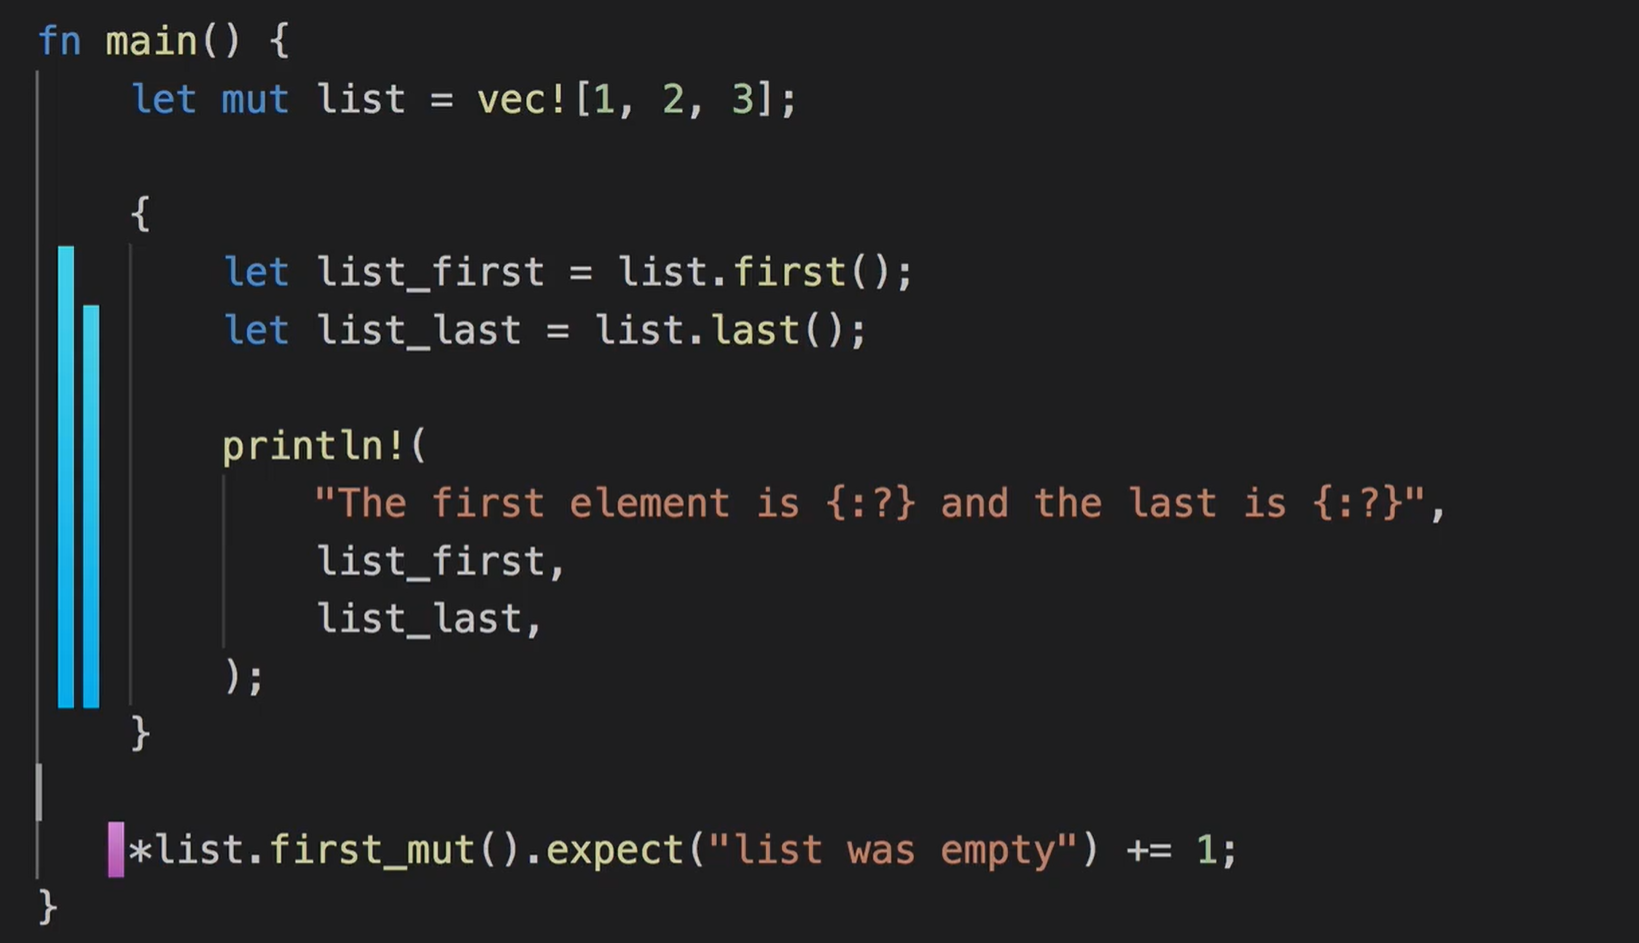 fn main() {
    let mut list = vec![1, 2, 3];

    {
        let list_first = list.first();
        let list_last = list.last();

        println!(
            "The first element is {:?} and the last is {:?}",
            list_first,
            list_last,
        );
    }

    *list.first_mut().expect("list was empty") += 1;
}